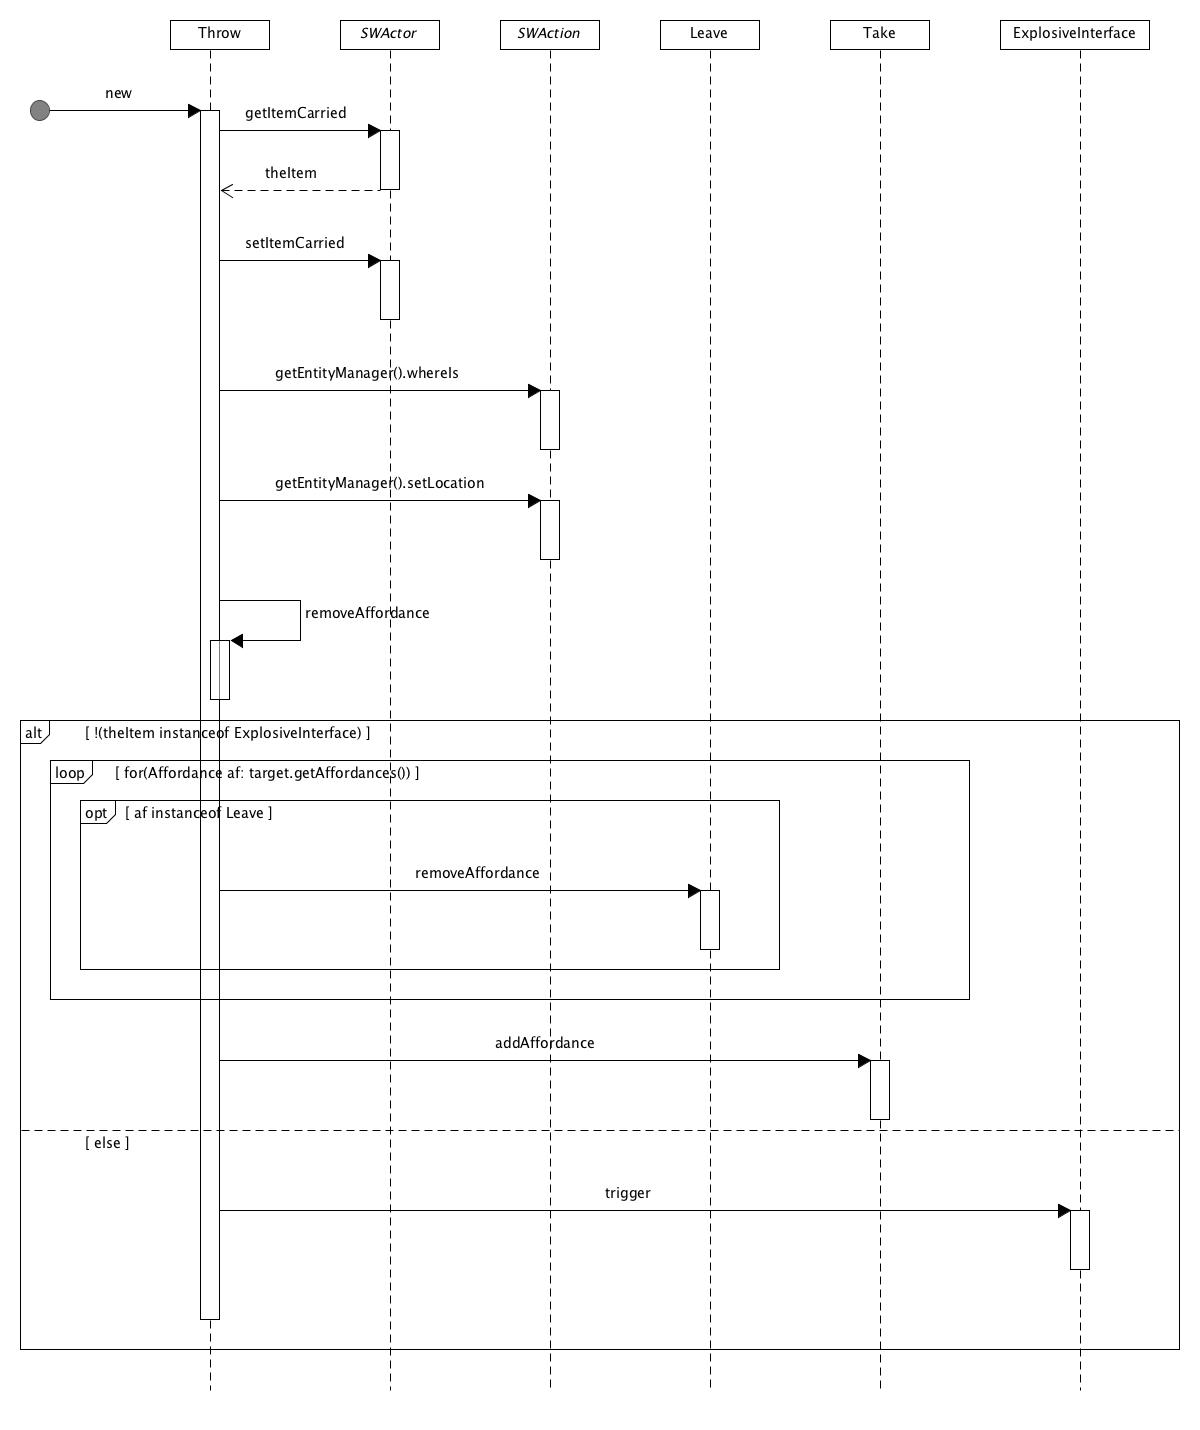 Throw
SWActor
SWAction
Leave
Take
ExplosiveInterface
new
getItemCarried
theItem
setItemCarried
getEntityManager().whereIs
getEntityManager().setLocation
removeAffordance
alt [ !(theItem instanceof ExplosiveInterface) ]
loop [ for(Affordance af: target.getAffordances()) ]
opt [ af instanceof Leave ]
removeAffordance
addAffordance
[ else ]
trigger